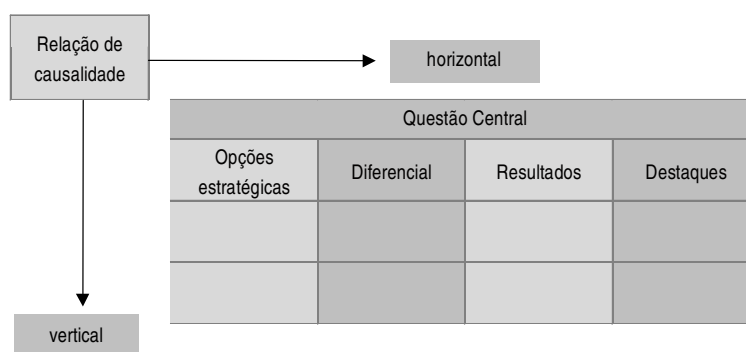 Relação de
causalidade
horizontal
Questão Central
Opções
estratégicas
Diferencial
Resultados
Destaques
vertical